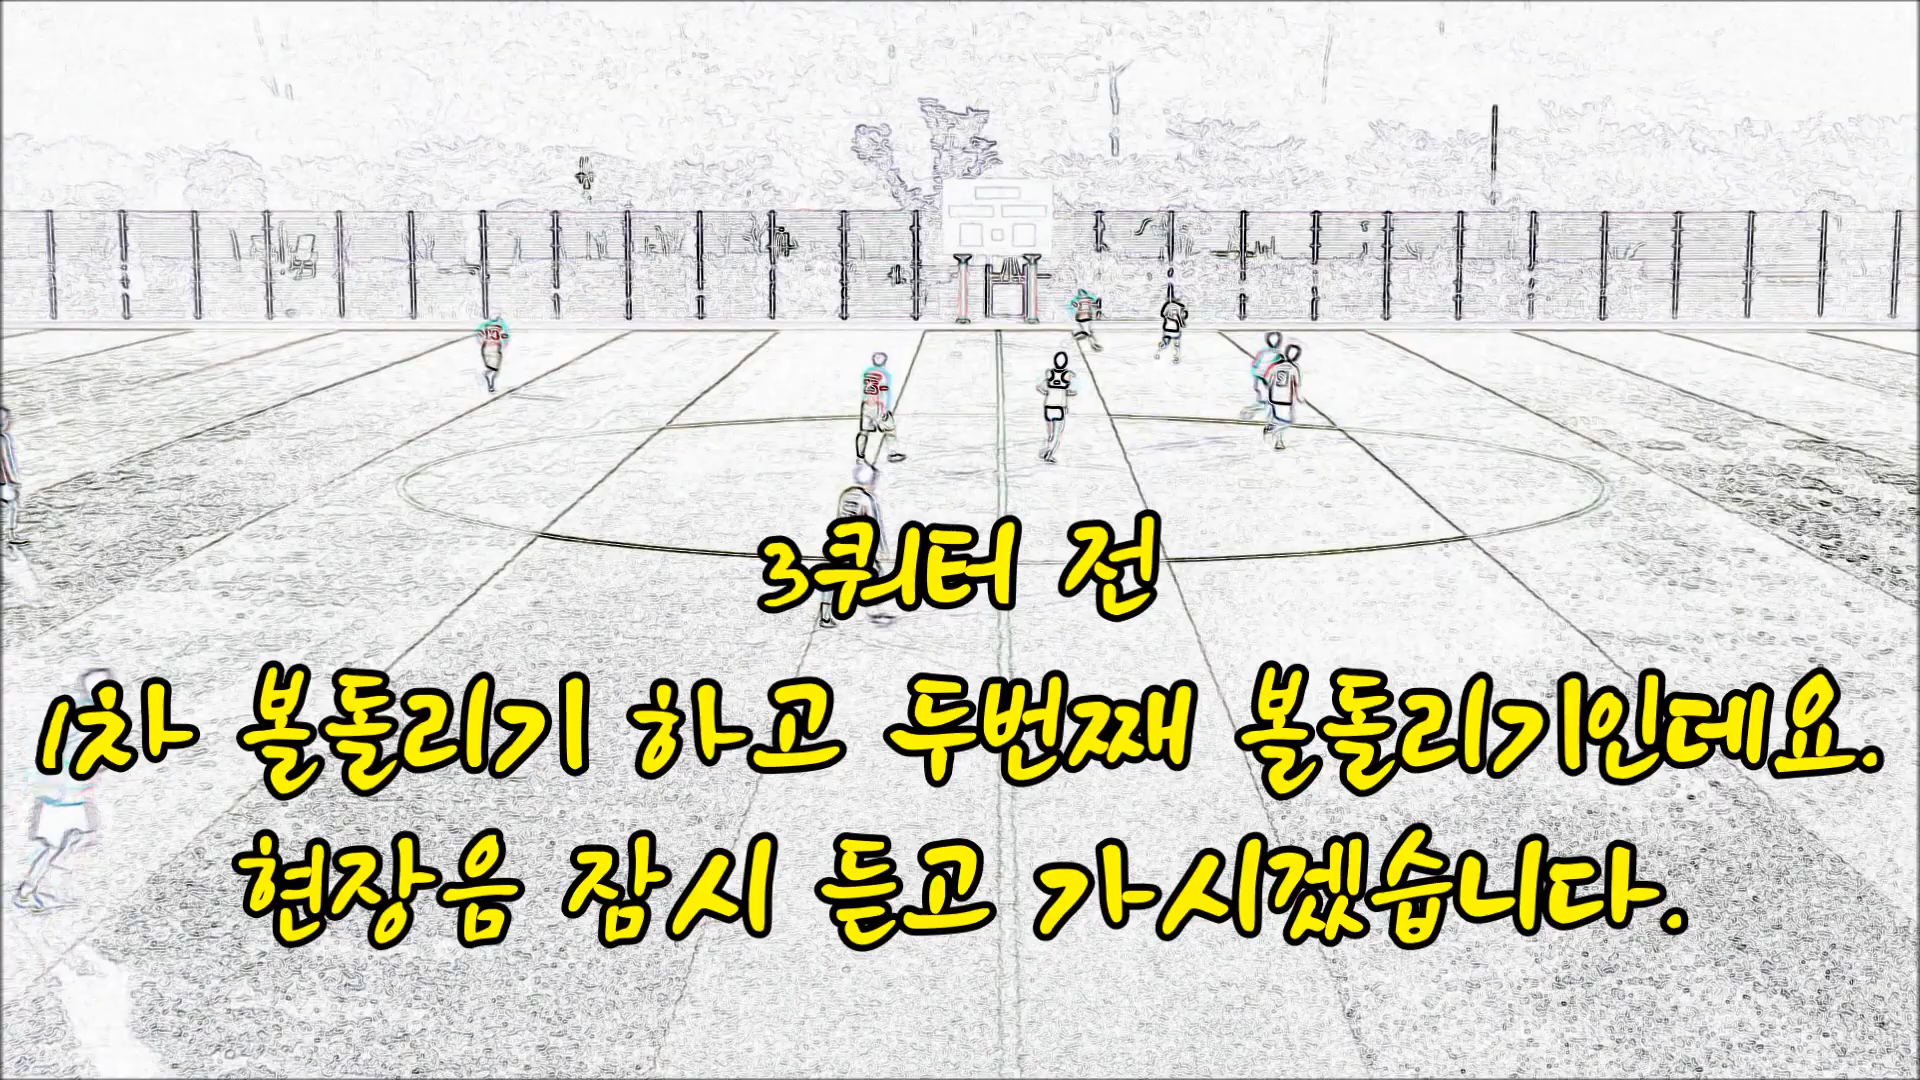 3쿼터 전
1차 볼돌리기 하고 두번째 볼돌리기인데요.
현장음 잠시 듣고 가시겠습니다.